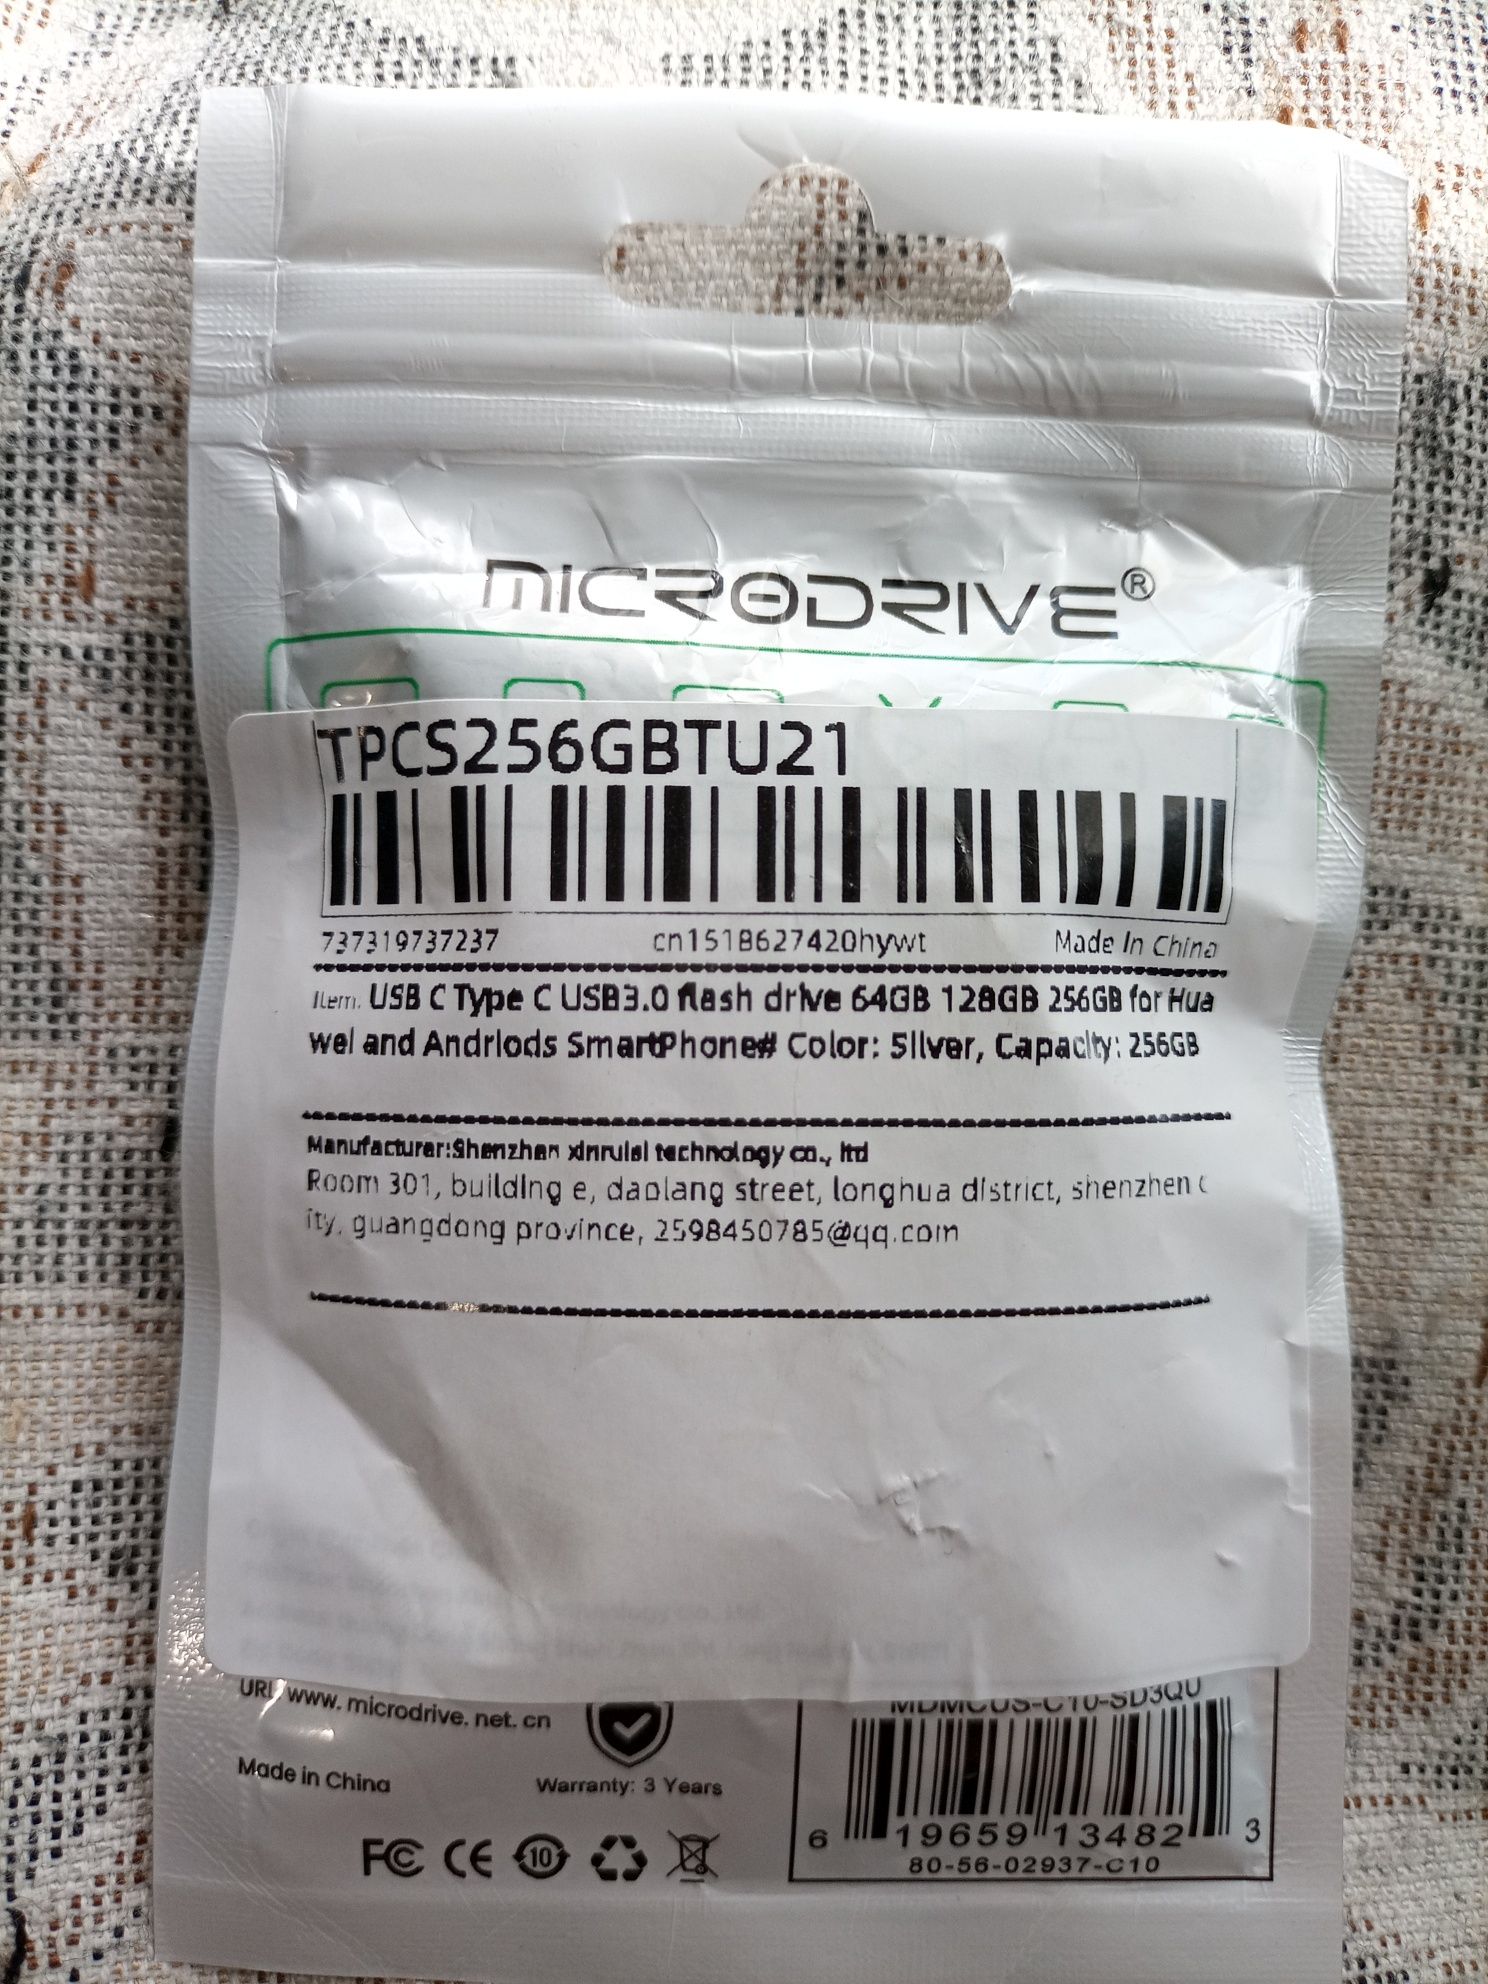 MICRODRIVE®
TPCS256GBTU21
737319737237 cn1518627420hywt Made In China
Item. USB C Type C USB3.0 flash drive 64GB 128GB 256GB for Hua
wei and Andriods SmartPhone# Color: Silver, Capacity: 256GB
Manufacturer:Shenzhen xinruisi technology co., ltd
Room 301, building e, daolang street, longhua district, shenzhen c
ity, guangdong province, 2598450785@qq.com
URL www. microdrive. net. cn
Made in China
Warranty: 3 Years
FC CE 10
MDMCUS-C10-SD3QU
6 19659 13482 3
80-56-02937-C10